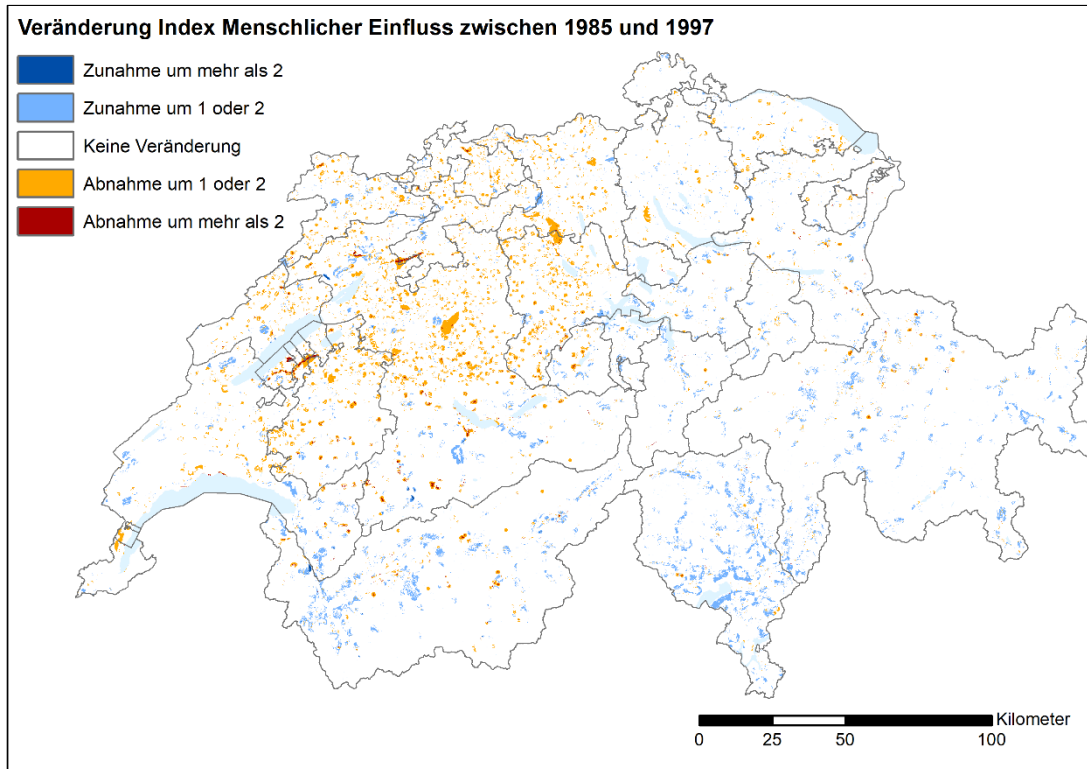 Veränderung Index Menschlicher Einfluss zwischen 1985 und 1997
Zunahme um mehr als 2
Zunahme um 1 oder 2
Keine Veränderung
Abnahme um 1 oder 2
Abnahme um mehr als 2
Kilometer
0 25 50 100